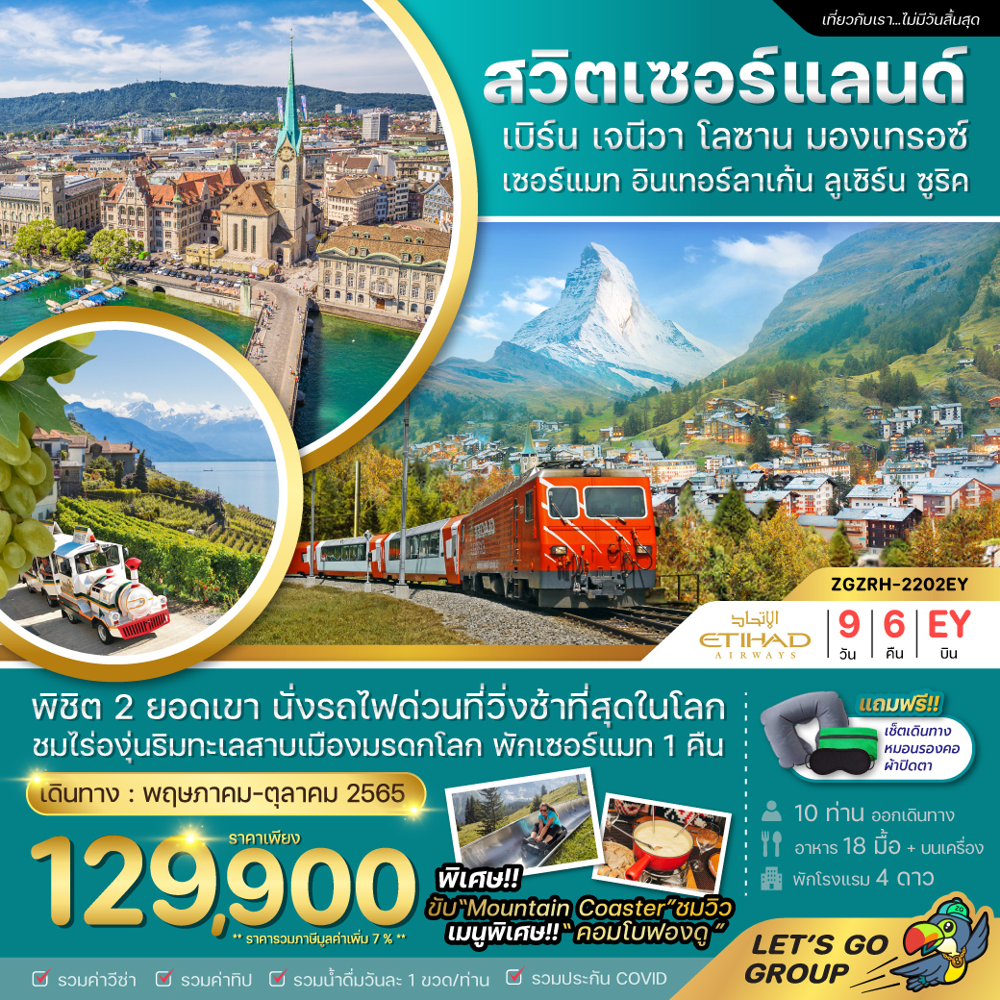 เที่ยวกับเรา...ไม่มีวันสิ้นสุด
สวิตเซอร์แลนด์
เบิร์น เจนีวา โลซาน มองเทรอซ์
เซอร์แมท อินเทอร์ลาเก้น ลูเซิร์น ซูริค
ZGZRH-2202EY
الإتحاد
ETIHAD
AIRWAYS
9 วัน
6 คืน
EY บิน
พิชิต 2 ยอดเขา นั่งรถไฟด่วนที่วิ่งช้าที่สุดในโลก
ชมไร่องุ่นริมทะเลสาบเมืองมรดกโลก พักเซอร์แมท 1 คืน
เดินทาง : พฤษภาคม-ตุลาคม 2565
ราคาเพียง
129,900
** ราคารวมภาษีมูลค่าเพิ่ม 7 % **
พิเศษ!!
ขับ"Mountain Coaster"ชมวิว
เมนูพิเศษ!! " คอมโบฟองดู "
แถมฟรี!!
เซ็ตเดินทาง
หมอนรองคอ
ผ้าปิดตา
10 ท่าน ออกเดินทาง
อาหาร 18 มื้อ + บนเครื่อง
พักโรงแรม 4 ดาว
รวมค่าวีซ่า
รวมค่าทิป
รวมน้ำดื่มวันละ 1 ขวด/ท่าน
รวมประกัน COVID
LET'S GO
GROUP
ZG